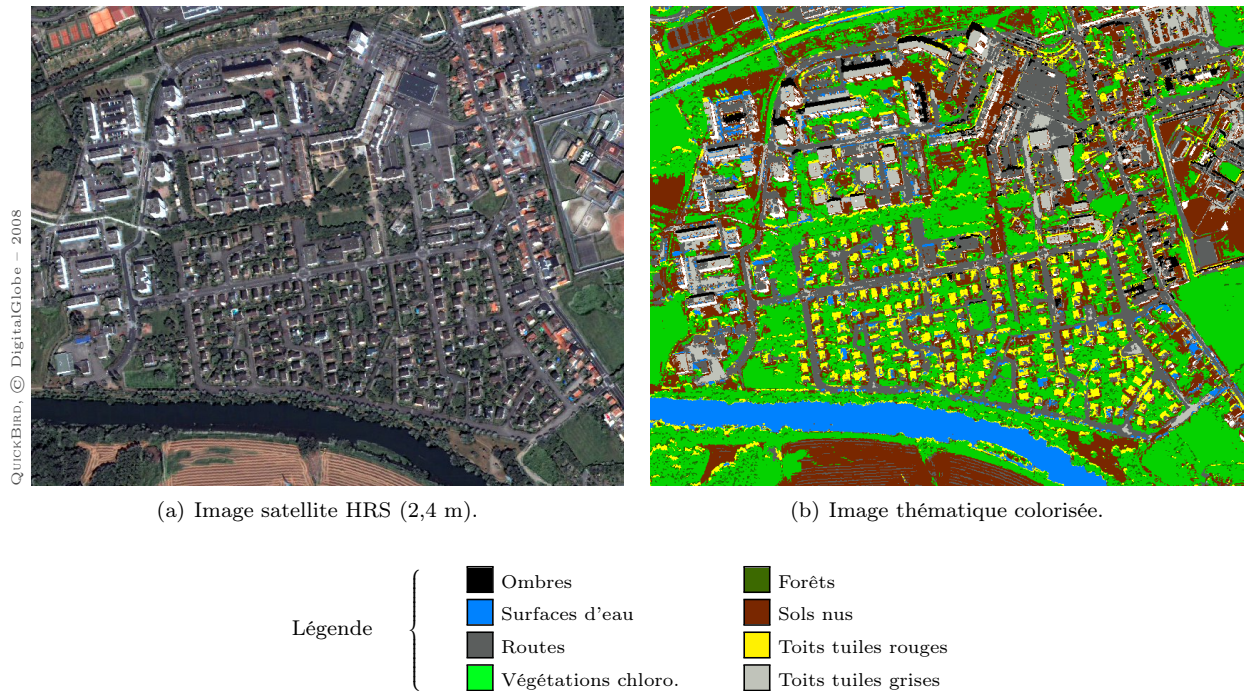 QUICKBIRD, © DIGITALGLOBE – 2008
(a) Image satellite HRS (2,4 m).
(b) Image thématique colorisée.
Légende
Ombres
Surfaces d'eau
Routes
Végétations chloro.
Forêts
Sols nus
Toits tuiles rouges
Toits tuiles grises